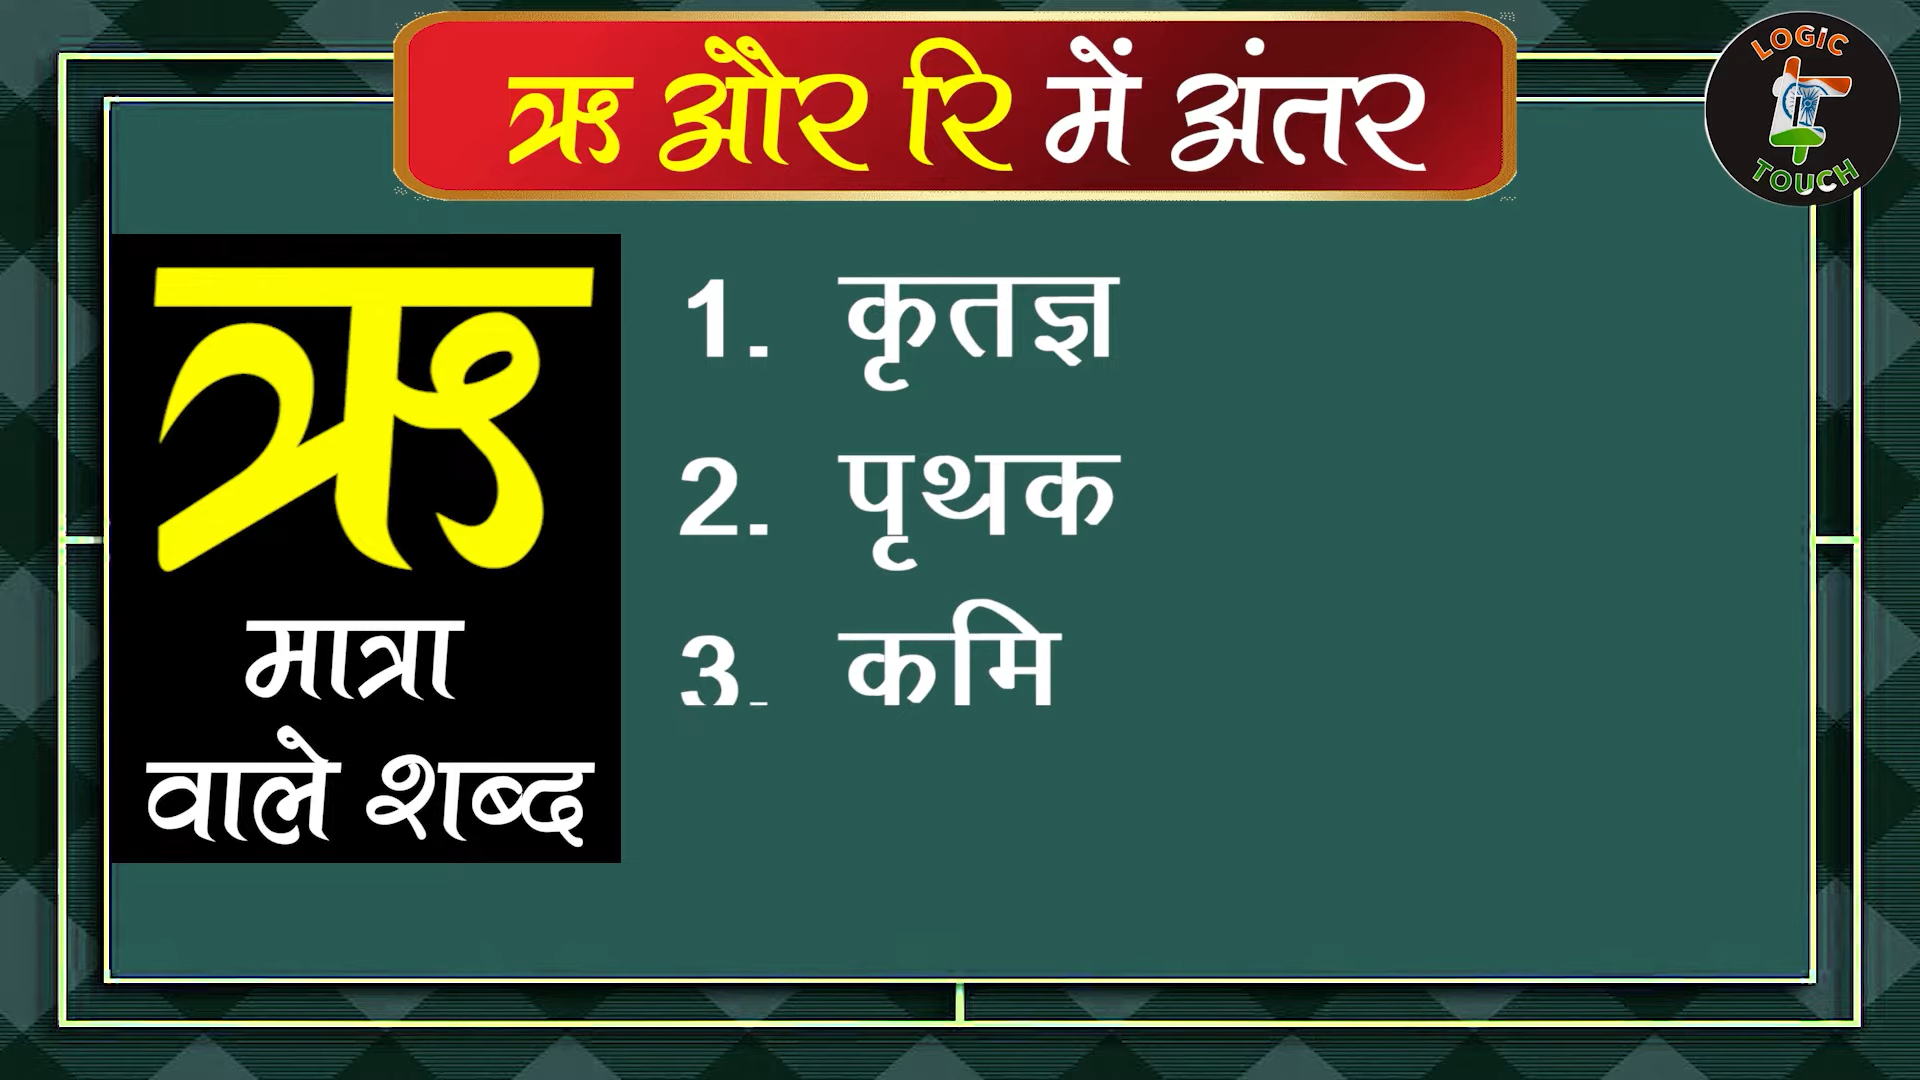 ऋ और रि में अंतर
LOGIC
TOUCH
ऋ
मात्रा
वाले शब्द
1. कृतज्ञ
2. पृथक
3. कमि